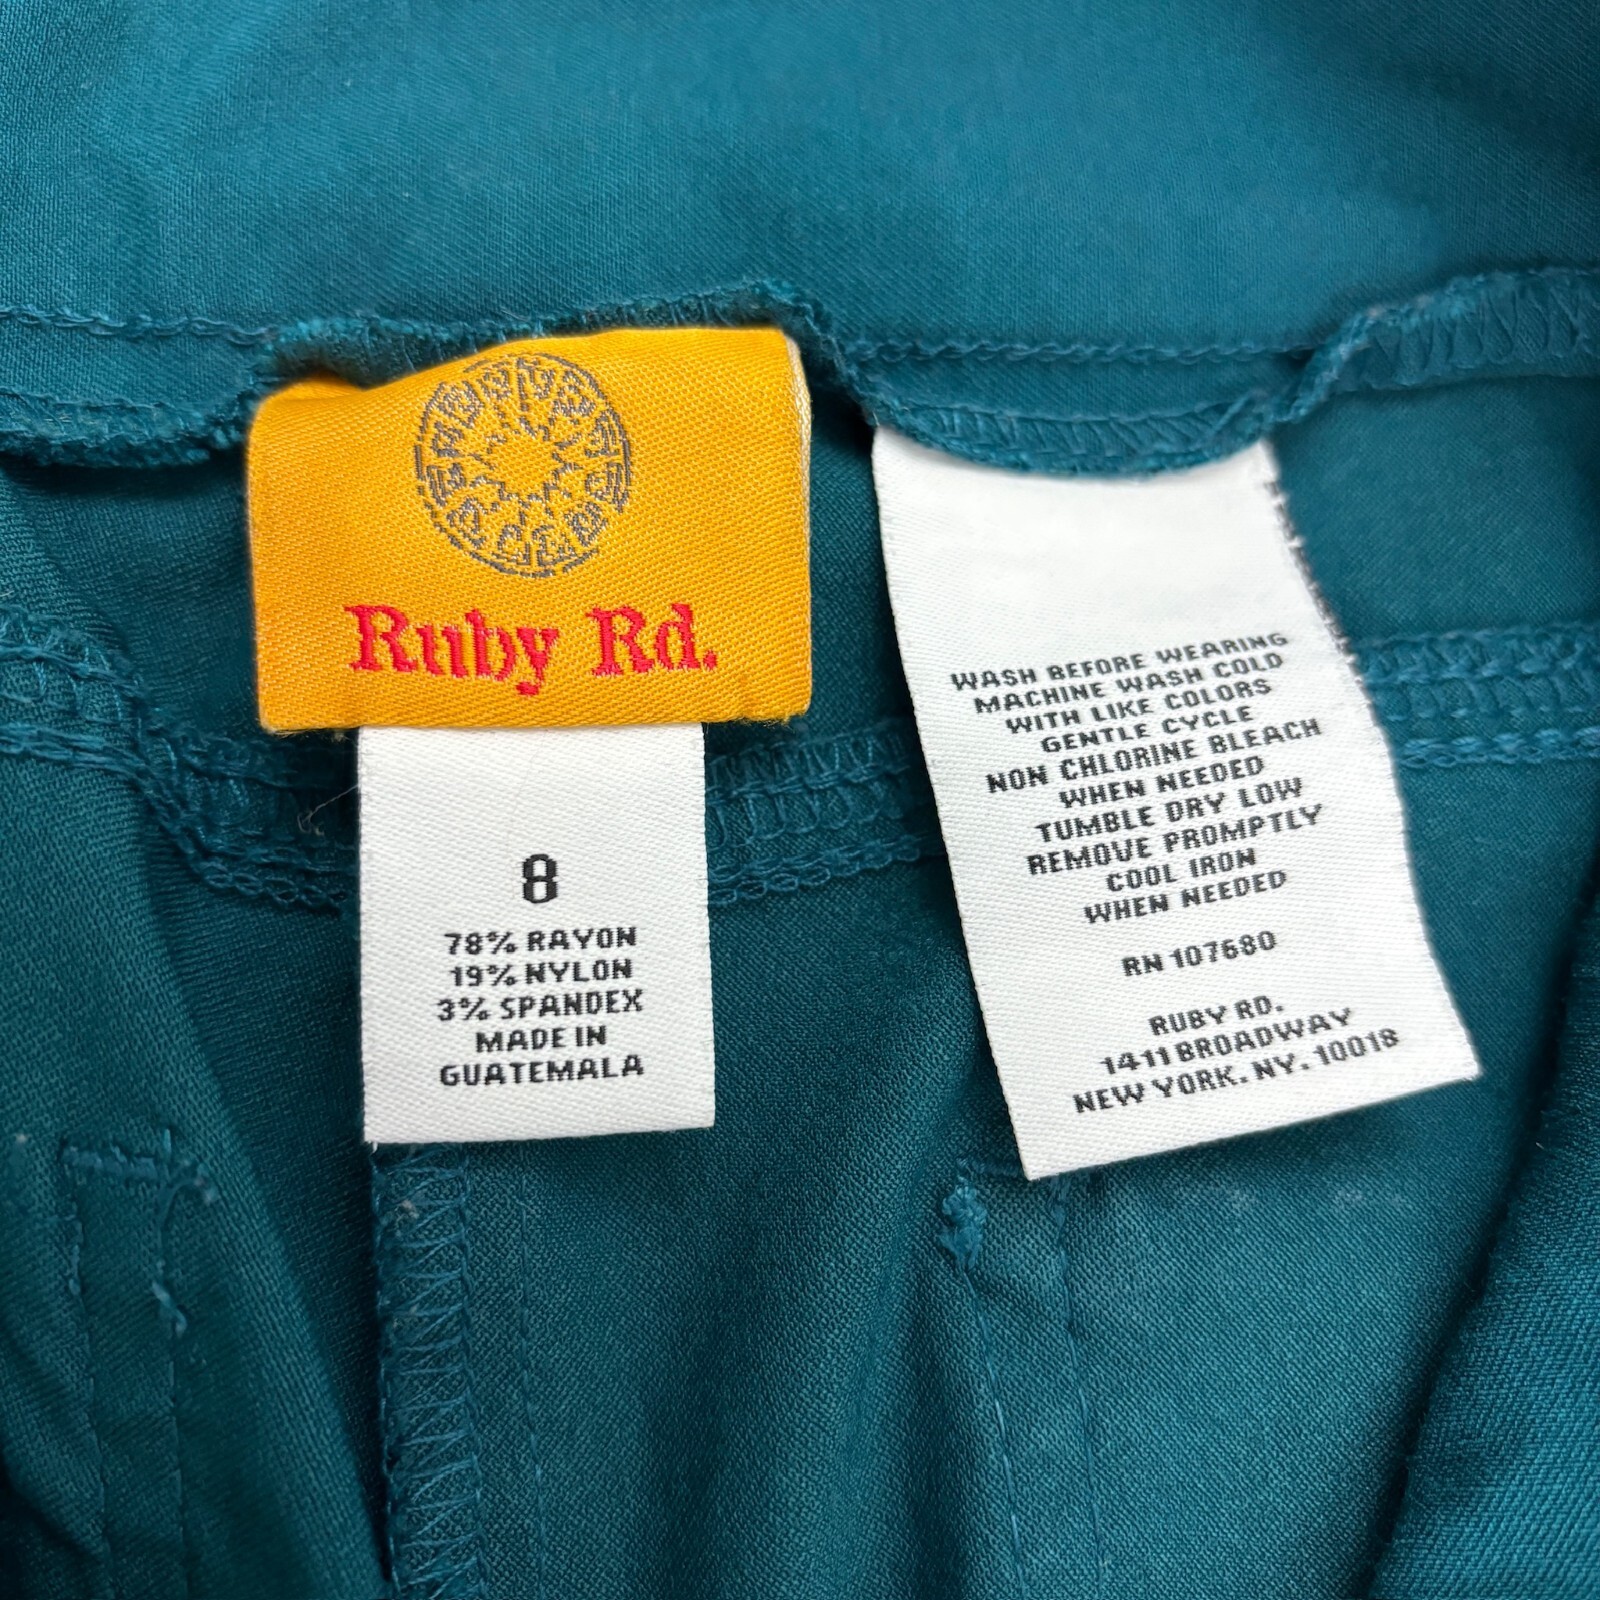 Ruby Rd.
8
78% RAYON
19% NYLON
3% SPANDEX
MADE IN
GUATEMALA
WASH BEFORE WEARING
MACHINE WASH COLD
WITH LIKE COLORS
GENTLE CYCLE
NON CHLORINE BLEACH
WHEN NEEDED
TUMBLE DRY LOW
REMOVE PROMPTLY
COOL IRON
WHEN NEEDED
RN 107680
RUBY RD.
1411 BROADWAY
NEW YORK. NY. 10018